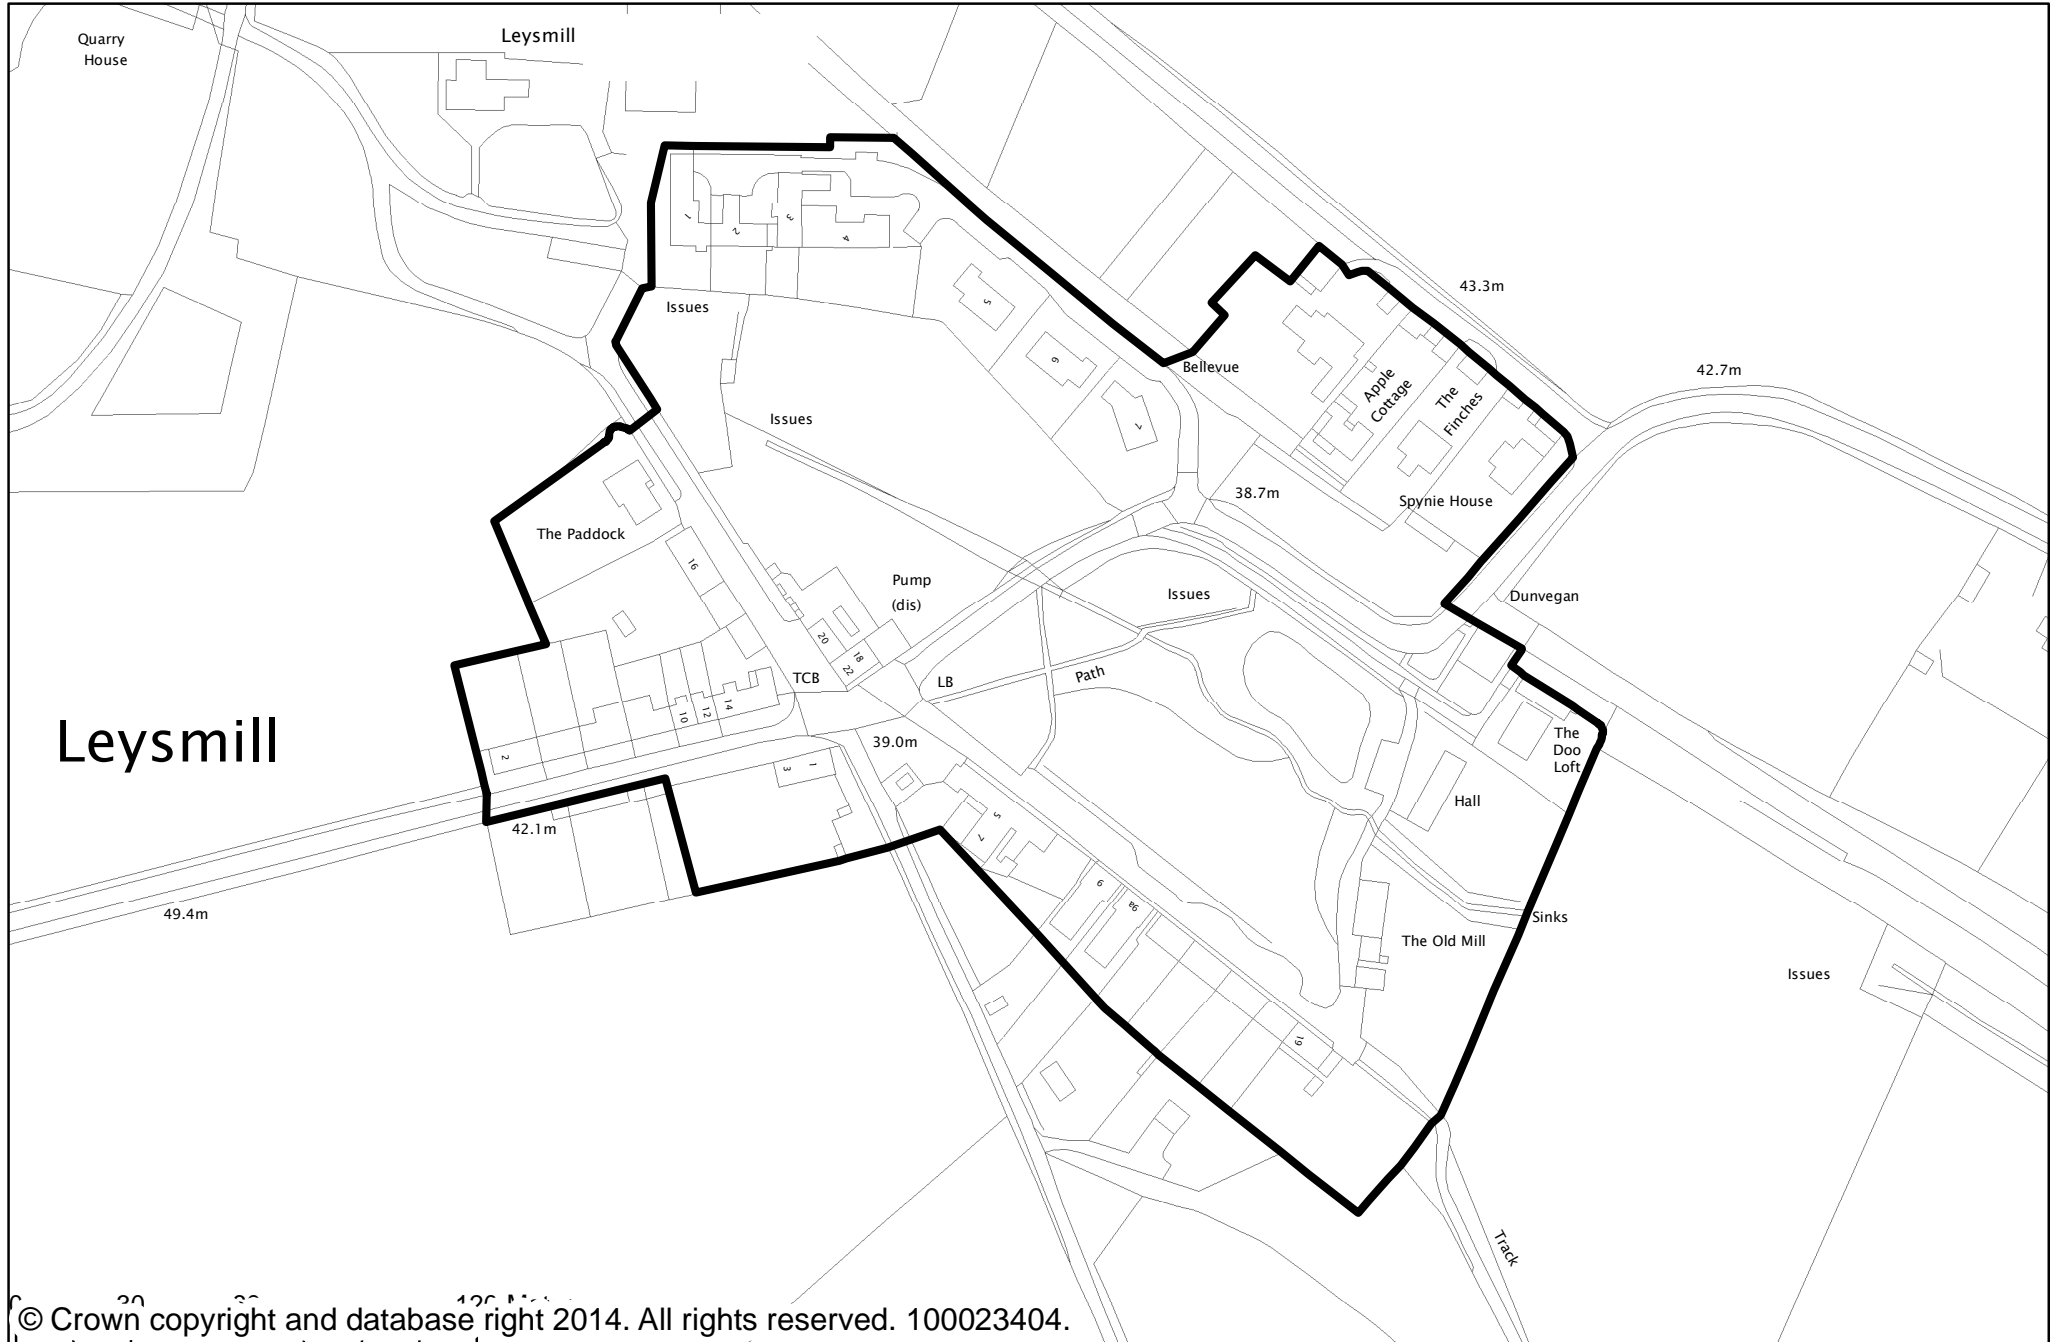 Quarry
House
Leysmill
1
2
3
4
Issues
5
6
7
43.3m
Bellevue
Apple
Cottage
The
Finches
42.7m
Issues
38.7m
Spynie House
The Paddock
16
Pump
(dis)
Issues
Dunvegan
20
18
22
TCB
LB
Path
10
12
14
2
Leysmill
39.0m
3
1
The
Doo
Loft
Hall
42.1m
5
7
9
9a
49.4m
Sinks
The Old Mill
Issues
19
Track
© Crown copyright and database right 2014. All rights reserved. 100023404.